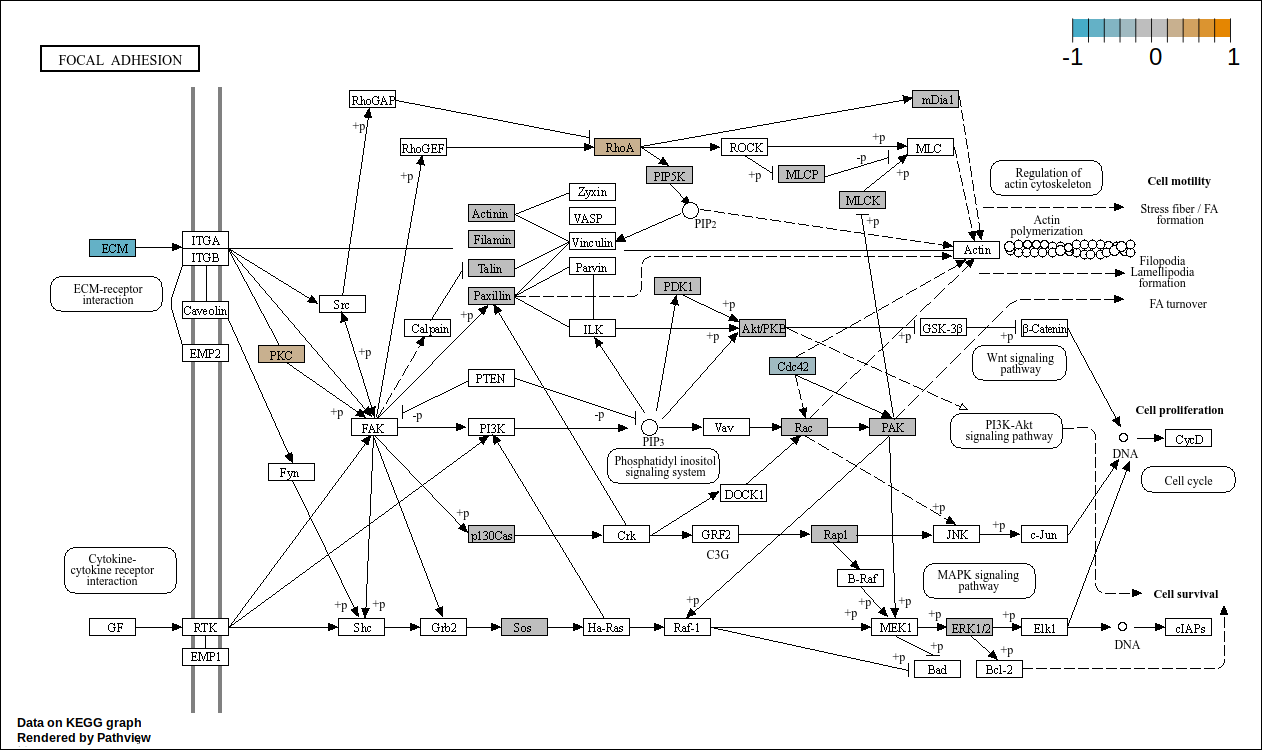 -1 0 1
FOCAL ADHESION
RhoGAP
mDia1
+p
RhoGEF
RhoA
ROCK
+p
MLC
-p
+p
PIP5K
+p
MLCP
+p
Regulation of
actin cytoskeleton
Cell motility
Zyxin
MLCK
Actinin
VASP
PIP2
+p
Actin
polymerization
Stress fiber / FA
formation
ITGA
Filamin
Vinculin
ECM
ITGB
Actin
Talin
Parvin
Filopodia
Lamellipodia
formation
ECM-receptor
interaction
Paxillin
PDK1
Src
Caveolin
+p
+p
FA turnover
Calpain
ILK
+p
Akt/PKB
+p
GSK-3β
+p
β-Catenin
EMP2
PKC
+p
Cdc42
Wnt signaling
pathway
PTEN
+p
-p
-p
Cell proliferation
FAK
PI3K
PIP3
Vav
Rac
PAK
PI3K-Akt
signaling pathway
CycD
DNA
Fyn
Phosphatidyl inositol
signaling system
Cell cycle
DOCK1
+p
+p
+p
p130Cas
Crk
GRF2
Rap1
JNK
c-Jun
C3G
Cytokine-
cytokine receptor
interaction
B-Raf
MAPK signaling
pathway
Cell survival
+p
+p
+p
+p
+p
+p
+p
+p
GF
RTK
Shc
Grb2
Sos
Ha-Ras
Raf-1
MEK1
ERK1/2
Elk1
cIAPs
DNA
EMP1
+p
+p
+p
Bad
Bcl-2
Data on KEGG graph
Rendered by Pathview